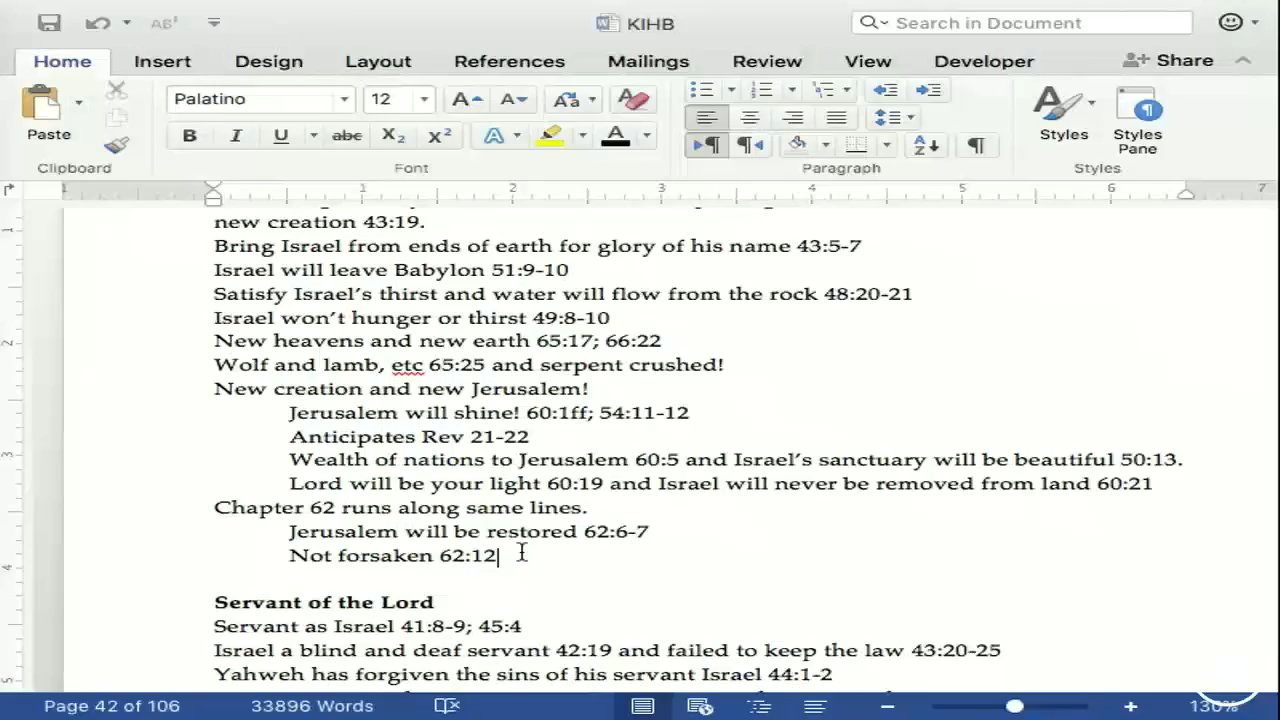 KIHB
Search in Document
Home Insert Design Layout References Mailings Review View Developer Share
Palatino 12
Paste
Styles Styles Pane
Clipboard Font Paragraph Styles
1 1 2 3 4 5 6 7
new creation 43:19.
Bring Israel from ends of earth for glory of his name 43:5-7
Israel will leave Babylon 51:9-10
Satisfy Israel's thirst and water will flow from the rock 48:20-21
Israel won't hunger or thirst 49:8-10
New heavens and new earth 65:17; 66:22
Wolf and lamb, etc 65:25 and serpent crushed!
New creation and new Jerusalem!
Jerusalem will shine! 60:1ff; 54:11-12
Anticipates Rev 21-22
Wealth of nations to Jerusalem 60:5 and Israel's sanctuary will be beautiful 50:13.
Lord will be your light 60:19 and Israel will never be removed from land 60:21
Chapter 62 runs along same lines.
Jerusalem will be restored 62:6-7
Not forsaken 62:12
Servant of the Lord
Servant as Israel 41:8-9; 45:4
Israel a blind and deaf servant 42:19 and failed to keep the law 43:20-25
Yahweh has forgiven the sins of his servant Israel 44:1-2
Page 42 of 106 33896 Words 130%